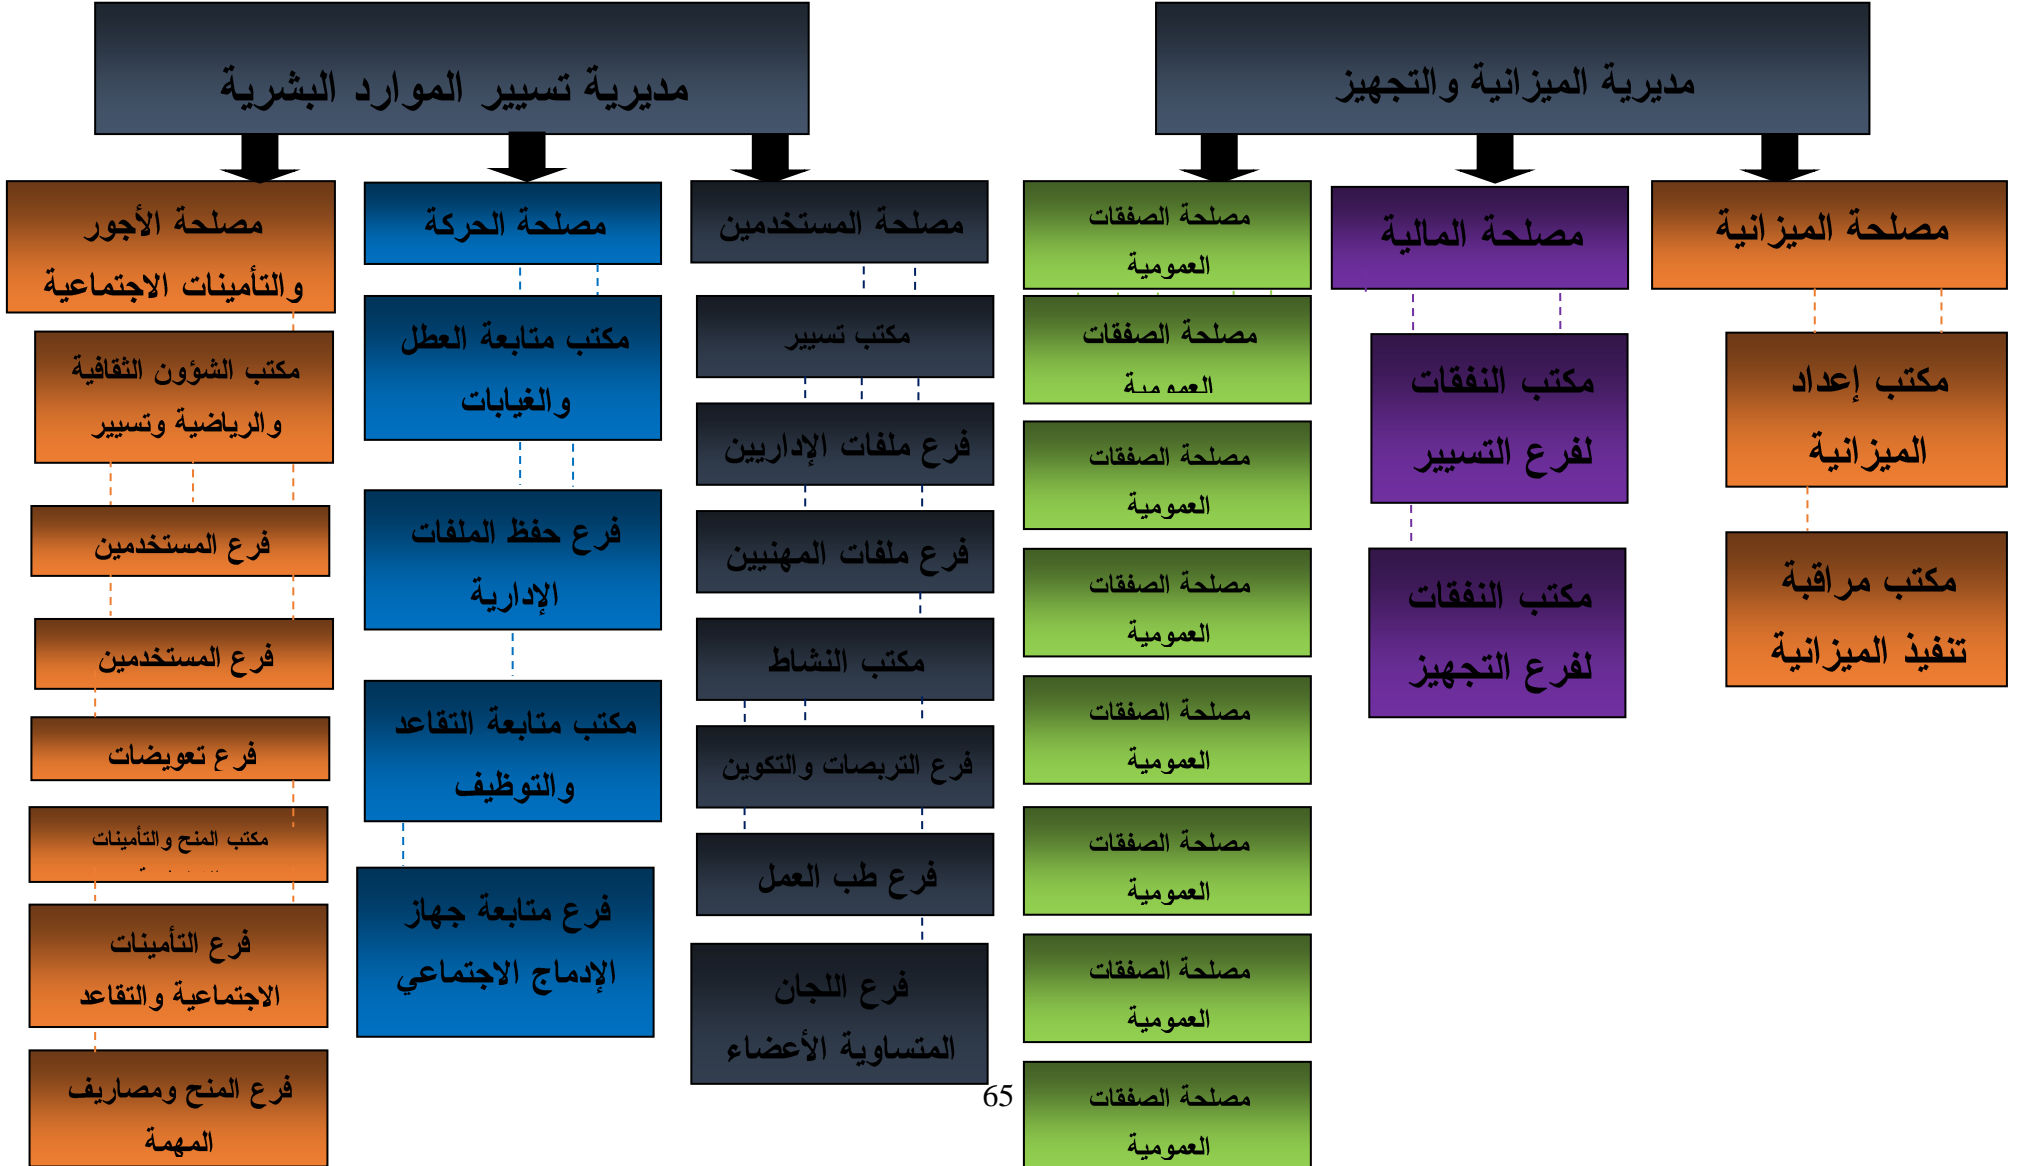 مديرية الميزانية والتجهيز
مصلحة الميزانية
مكتب إعداد
الميزانية
مكتب مراقبة
تنفيذ الميزانية
مصلحة المالية
مكتب النفقات
لفرع التسيير
مكتب النفقات
لفرع التجهيز
مصلحة الصفقات
العمومية
مصلحة الصفقات
العمومية
مصلحة الصفقات
العمومية
مصلحة الصفقات
العمومية
مصلحة الصفقات
العمومية
مصلحة الصفقات
العمومية
مصلحة الصفقات
العمومية
مصلحة الصفقات
العمومية
مديرية تسيير الموارد البشرية
مصلحة المستخدمين
مكتب تسيير
فرع ملفات الإداريين
فرع ملفات المهنيين
مكتب النشاط
فرع التربصات والتكوين
فرع طب العمل
فرع اللجان
المتساوية الأعضاء
مصلحة الحركة
مكتب متابعة العطل
والغيابات
فرع حفظ الملفات
الإدارية
مكتب متابعة التقاعد
والتوظيف
فرع متابعة جهاز
الإدماج الاجتماعي
مصلحة الأجور
والتأمينات الاجتماعية
مكتب الشؤون الثقافية
والرياضية وتسيير
فرع المستخدمين
فرع المستخدمين
فرع تعويضات
مكتب المنح والتأمينات
فرع التأمينات
الاجتماعية والتقاعد
فرع المنح ومصاريف
المهمة
65